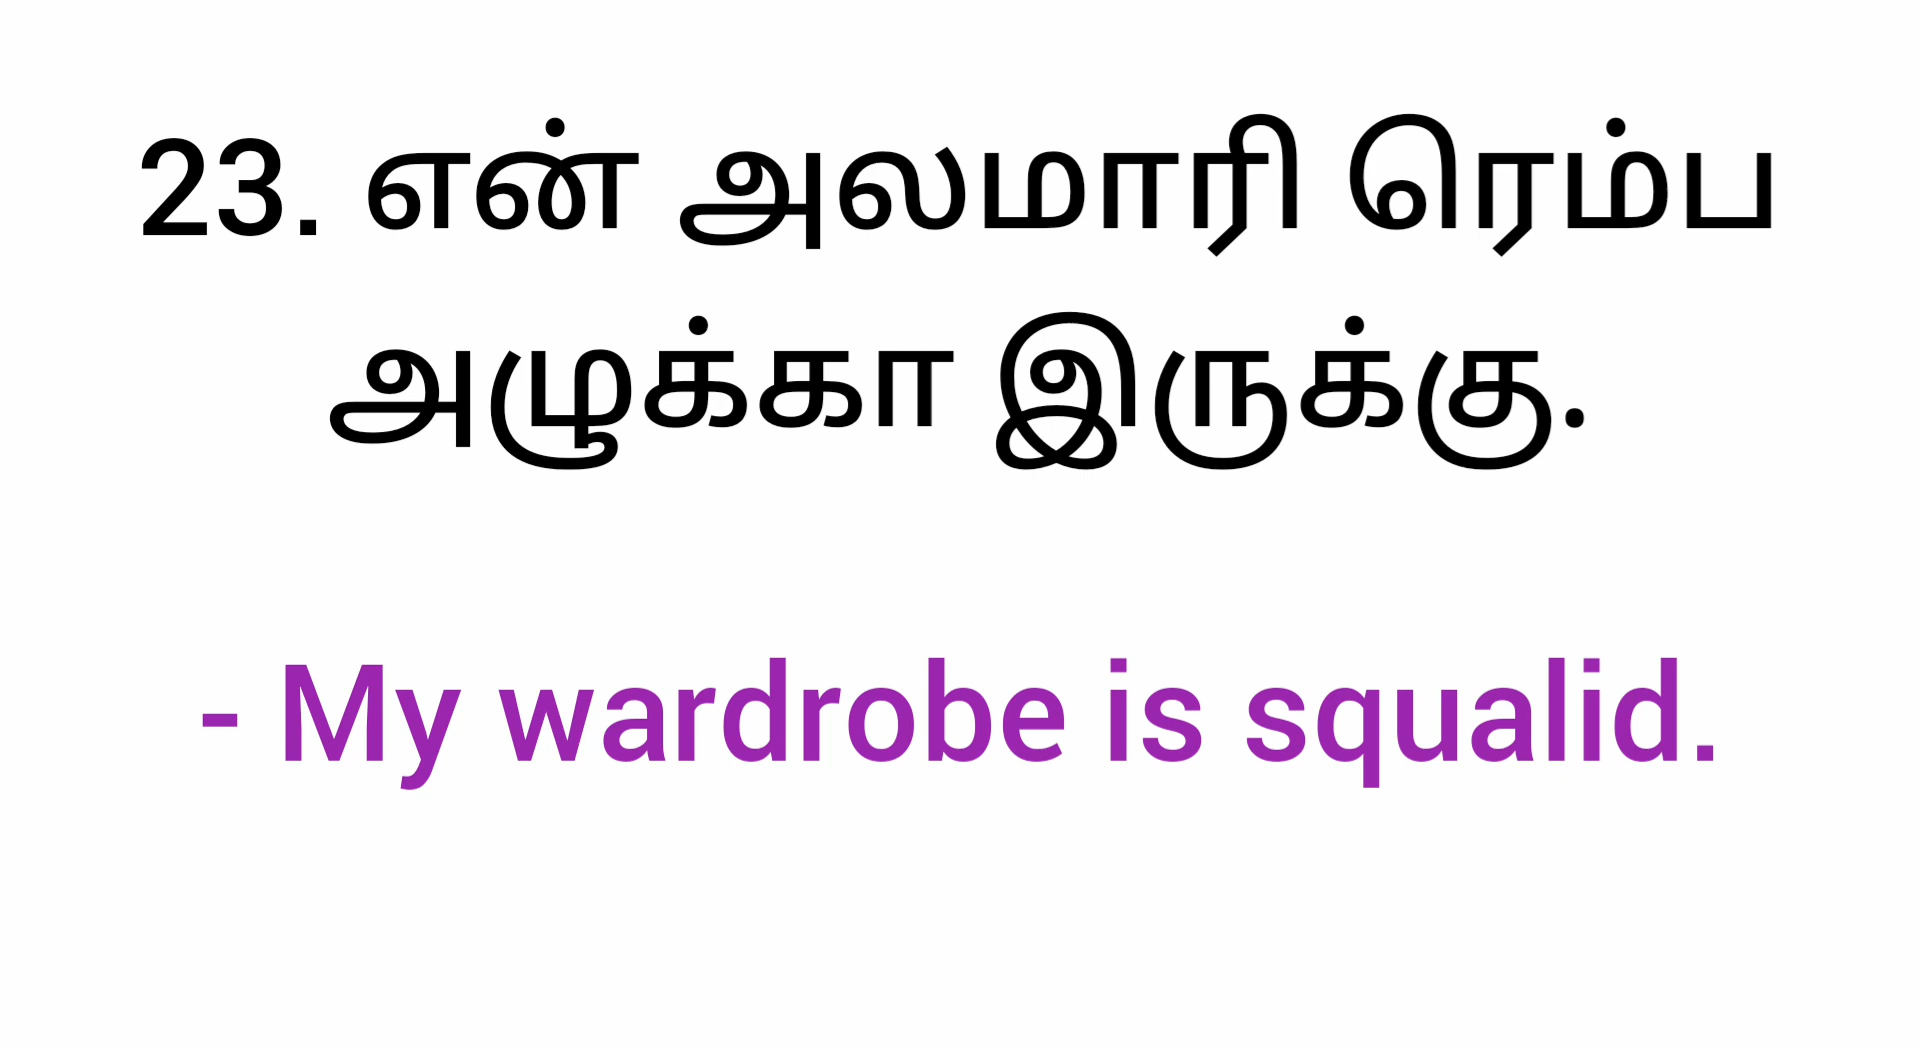 23. என் அலமாரி ரெம்ப
அழுக்கா இருக்கு.
- My wardrobe is squalid.